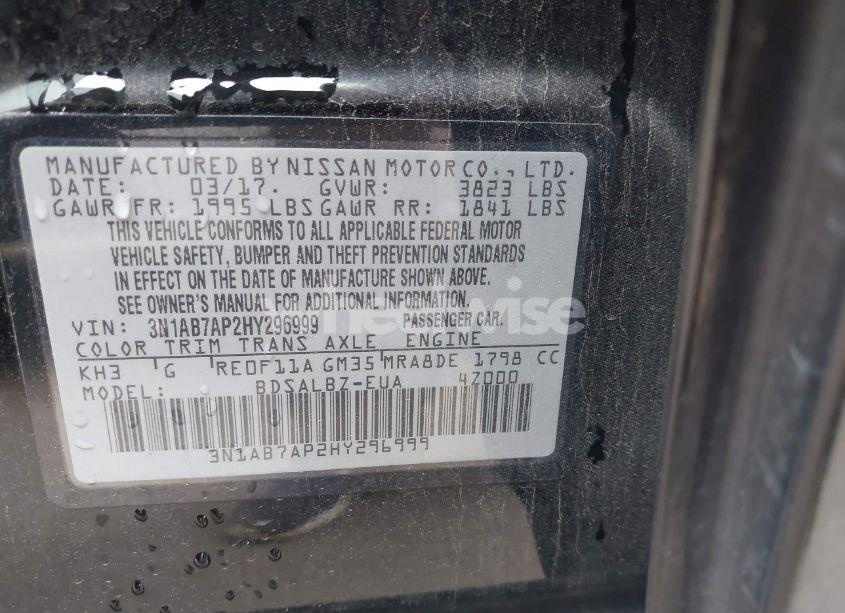 MANUFACTURED BY NISSAN MOTOR CO., LTD.
DATE: 03/17. GVWR: 3823 LBS
GAWR FR: 1995 LBS GAWR RR: 1841 LBS
THIS VEHICLE CONFORMS TO ALL APPLICABLE FEDERAL MOTOR
VEHICLE SAFETY, BUMPER AND THEFT PREVENTION STANDARDS
IN EFFECT ON THE DATE OF MANUFACTURE SHOWN ABOVE.
SEE OWNER'S MANUAL FOR ADDITIONAL INFORMATION.
VIN: 3N1AB7AP2HY296999 PASSENGER CAR.
COLOR TRIM TRANS AXLE ENGINE
KH3 G RE0F11A GM35 MRA8DE 1798 CC
MODEL: BDSALBZ-EUA 4Z000
3N1AB7AP2HY296999